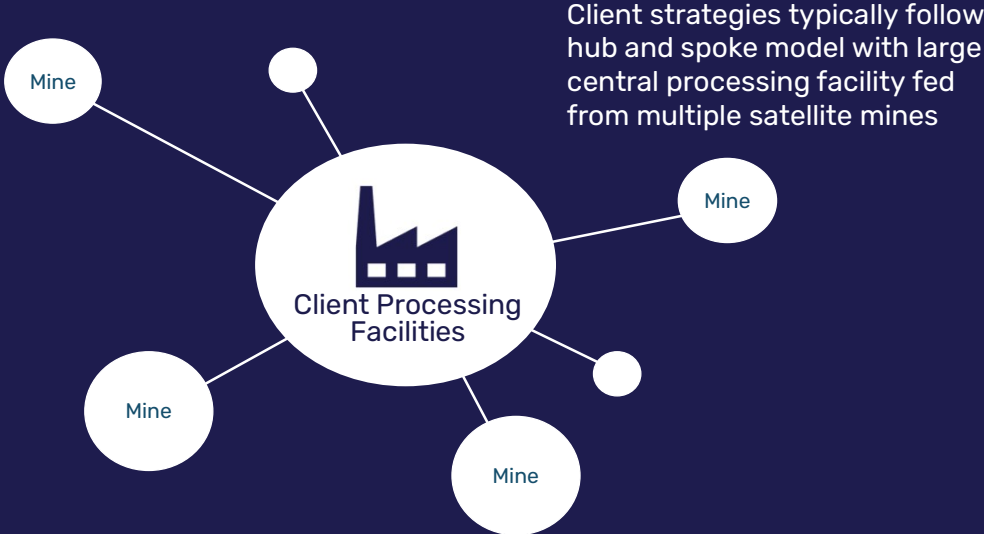 Client strategies typically follow
hub and spoke model with large
central processing facility fed
from multiple satellite mines
Mine
Mine
Client Processing
Facilities
Mine
Mine